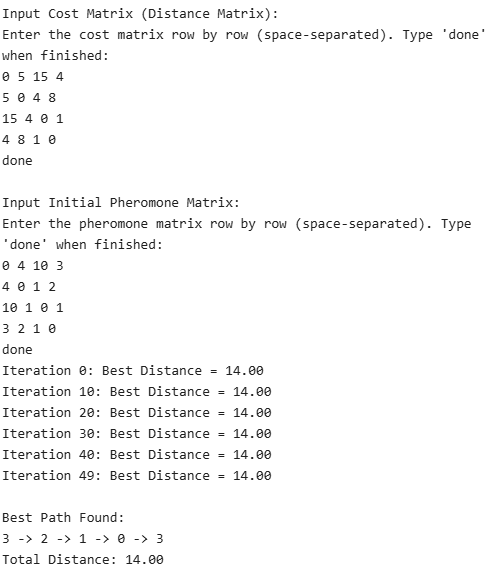 Input Cost Matrix (Distance Matrix):
Enter the cost matrix row by row (space-separated). Type 'done'
when finished:
0 5 15 4
5 0 4 8
15 4 0 1
4 8 1 0
done
Input Initial Pheromone Matrix:
Enter the pheromone matrix row by row (space-separated). Type
'done' when finished:
0 4 10 3
4 0 1 2
10 1 0 1
3 2 1 0
done
Iteration 0: Best Distance = 14.00
Iteration 10: Best Distance = 14.00
Iteration 20: Best Distance = 14.00
Iteration 30: Best Distance = 14.00
Iteration 40: Best Distance = 14.00
Iteration 49: Best Distance = 14.00
Best Path Found:
3 -> 2 -> 1 -> 0 -> 3
Total Distance: 14.00